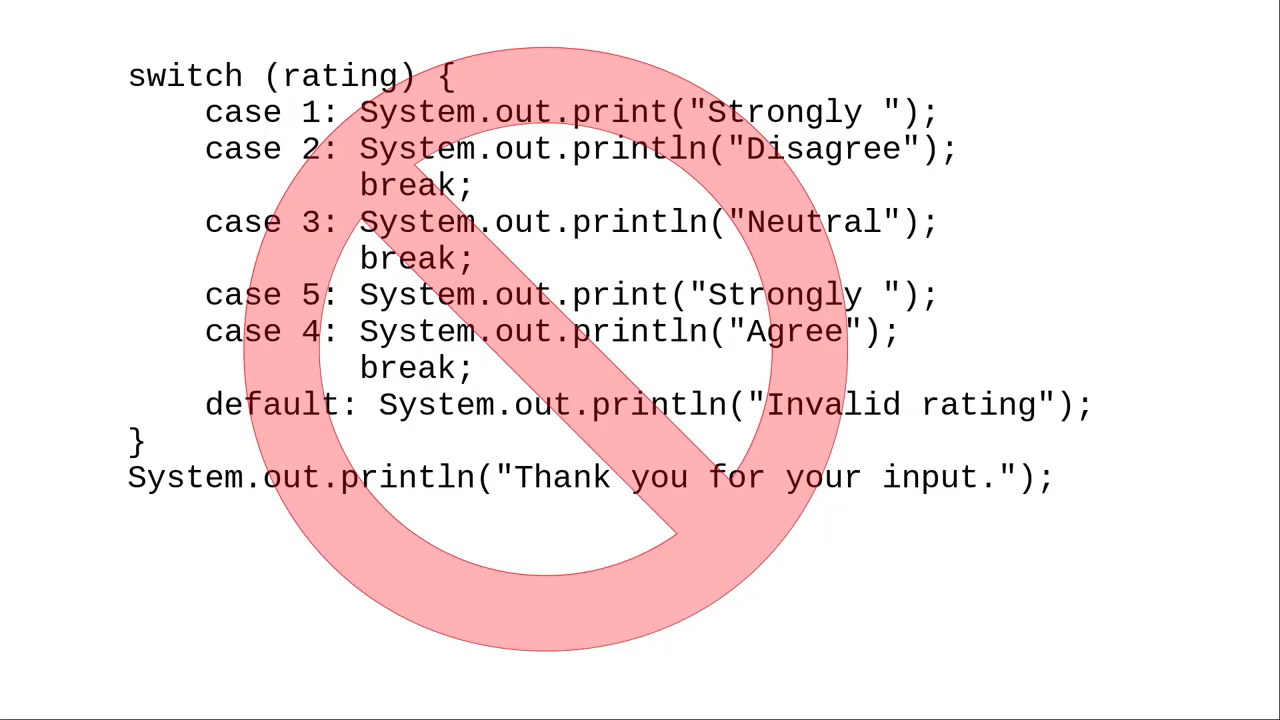 switch (rating) {
    case 1: System.out.print("Strongly ");
    case 2: System.out.println("Disagree");
            break;
    case 3: System.out.println("Neutral");
            break;
    case 5: System.out.print("Strongly ");
    case 4: System.out.println("Agree");
            break;
    default: System.out.println("Invalid rating");
}
System.out.println("Thank you for your input.");